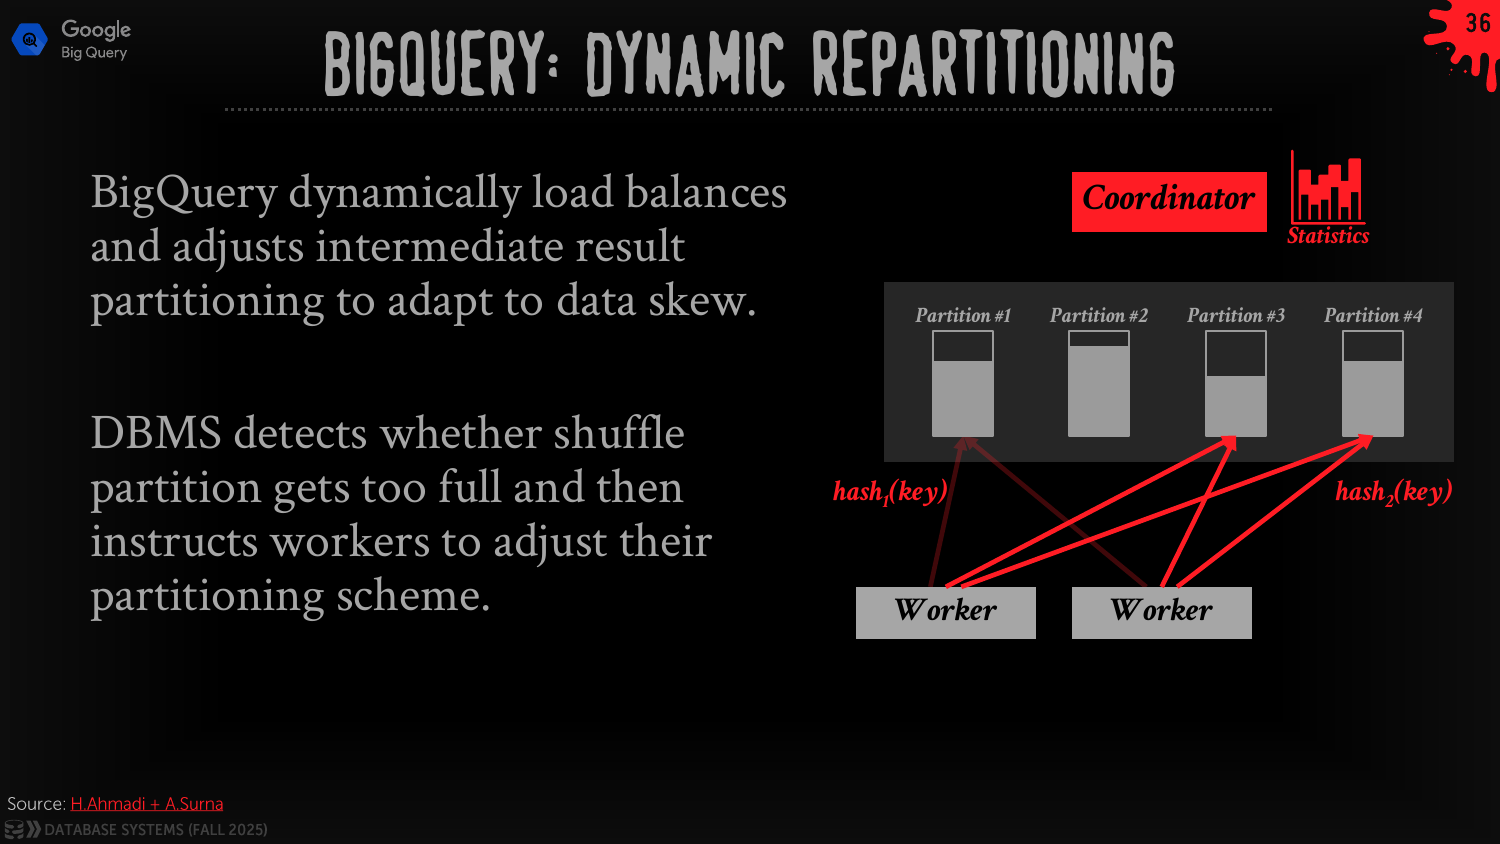 Google
Big Query
BIGQUERY: DYNAMIC REPARTITIONING
36
BigQuery dynamically load balances
and adjusts intermediate result
partitioning to adapt to data skew.
DBMS detects whether shuffle
partition gets too full and then
instructs workers to adjust their
partitioning scheme.
Coordinator
Statistics
Partition #1 Partition #2 Partition #3 Partition #4
hash1(key) hash2(key)
Worker Worker
Source: H.Ahmadi + A.Surna
DATABASE SYSTEMS (FALL 2025)